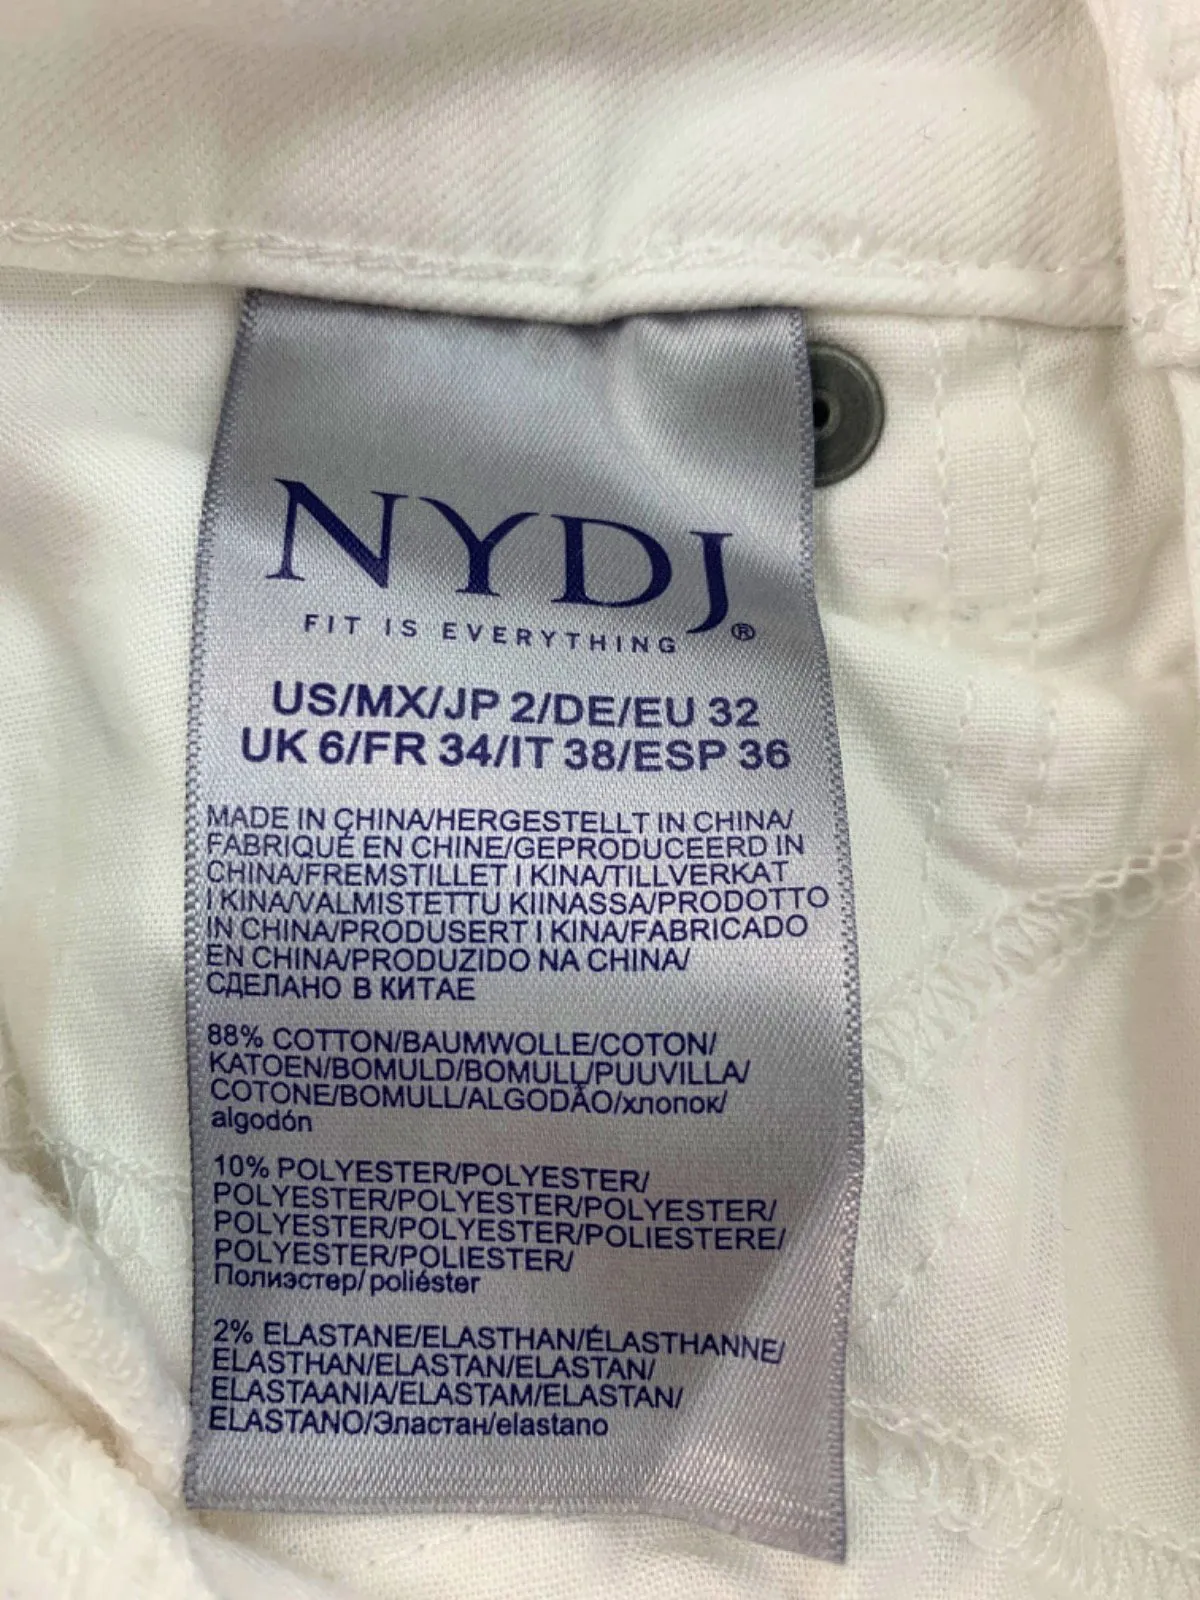 NYDJ®
FIT IS EVERYTHING
US/MX/JP 2/DE/EU 32
UK 6/FR 34/IT 38/ESP 36
MADE IN CHINA/HERGESTELLT IN CHINA/
FABRIQUÉ EN CHINE/GEPRODUCEERD IN
CHINA/FREMSTILLET I KINA/TILLVERKAT
I KINA/VALMISTETTU KIINASSA/PRODOTTO
IN CHINA/PRODUSERT I KINA/FABRICADO
EN CHINA/PRODUZIDO NA CHINA/
СДЕЛАНО В КИТАЕ
88% COTTON/BAUMWOLLE/COTON/
KATOEN/BOMULD/BOMULL/PUUVILLA/
COTONE/BOMULL/ALGODÃO/хлопок/
algodón
10% POLYESTER/POLYESTER/
POLYESTER/POLYESTER/POLYESTER/
POLYESTER/POLYESTER/POLIESTERE/
POLYESTER/POLIESTER/
Полиэстер/ poliéster
2% ELASTANE/ELASTHAN/ÉLASTHANNE/
ELASTHAN/ELASTAN/ELASTAN/
ELASTAANIA/ELASTAM/ELASTAN/
ELASTANO/Эластан/elastano